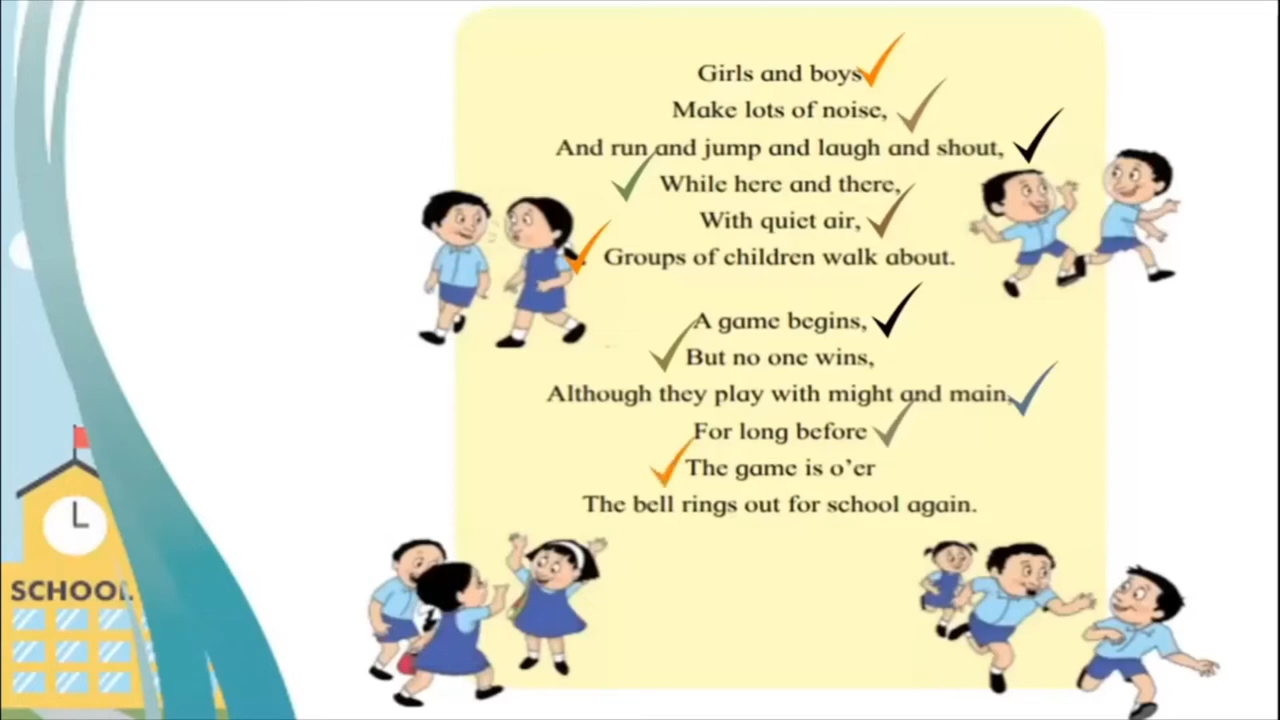 Girls and boys
Make lots of noise,
And run and jump and laugh and shout,
While here and there,
With quiet air,
Groups of children walk about.
A game begins,
But no one wins,
Although they play with might and main,
For long before
The game is o'er
The bell rings out for school again.
SCHOOL